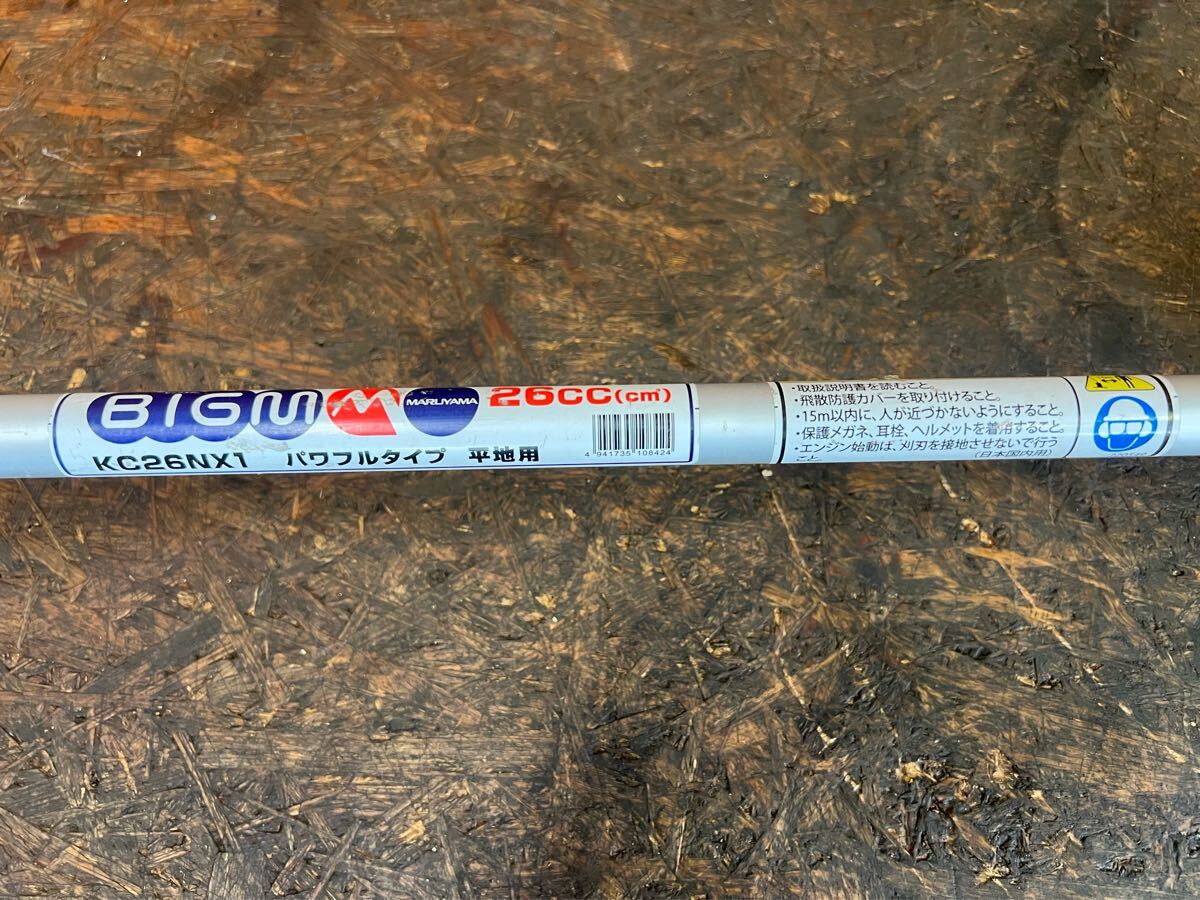 BIGM M MARUYAMA 26CC(cm³)
KC26NX1 パワフルタイプ 平地用
4 941735 108424
・取扱説明書を読むこと。
・飛散防護カバーを取り付けること。
・15m以内に、人が近づかないようにすること。
・保護メガネ、耳栓、ヘルメットを着用すること。
・エンジン始動は、刈刃を接地させないで行う
こと。
(日本国内用)